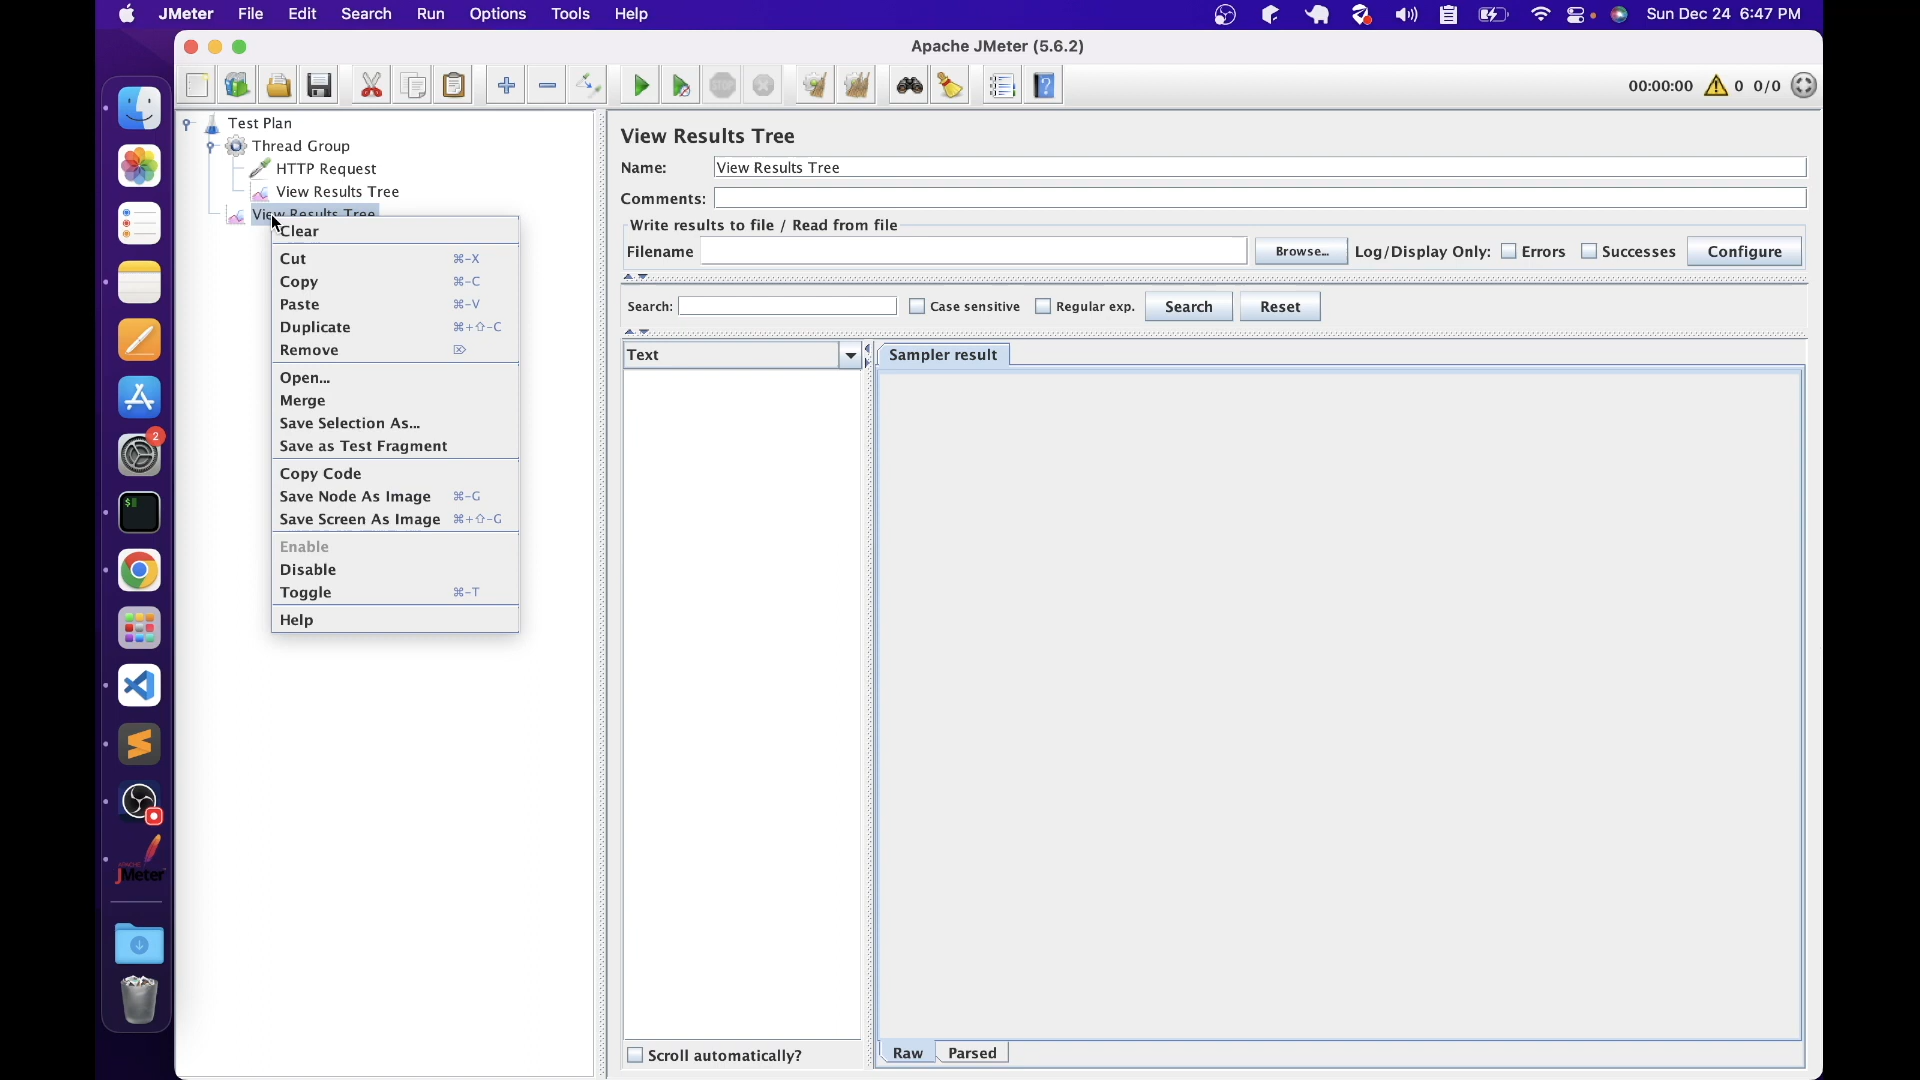 JMeter File Edit Search Run Options Tools Help Sun Dec 24 6:47 PM
Apache JMeter (5.6.2)
STOP
00:00:00 0 0/0
Test Plan
Thread Group
HTTP Request
View Results Tree
View Results Tree
Clear
Cut ⌘-X
Copy ⌘-C
Paste ⌘-V
Duplicate ⌘+⇧-C
Remove ⌦
Open...
Merge
Save Selection As...
Save as Test Fragment
Copy Code
Save Node As Image ⌘-G
Save Screen As Image ⌘+⇧-G
Enable
Disable
Toggle ⌘-T
Help
View Results Tree
Name: View Results Tree
Comments:
Write results to file / Read from file
Filename Browse... Log/Display Only: Errors Successes Configure
Search: Case sensitive Regular exp. Search Reset
Text
Sampler result
Scroll automatically?
Raw Parsed
2
$
APACHE
JMeter